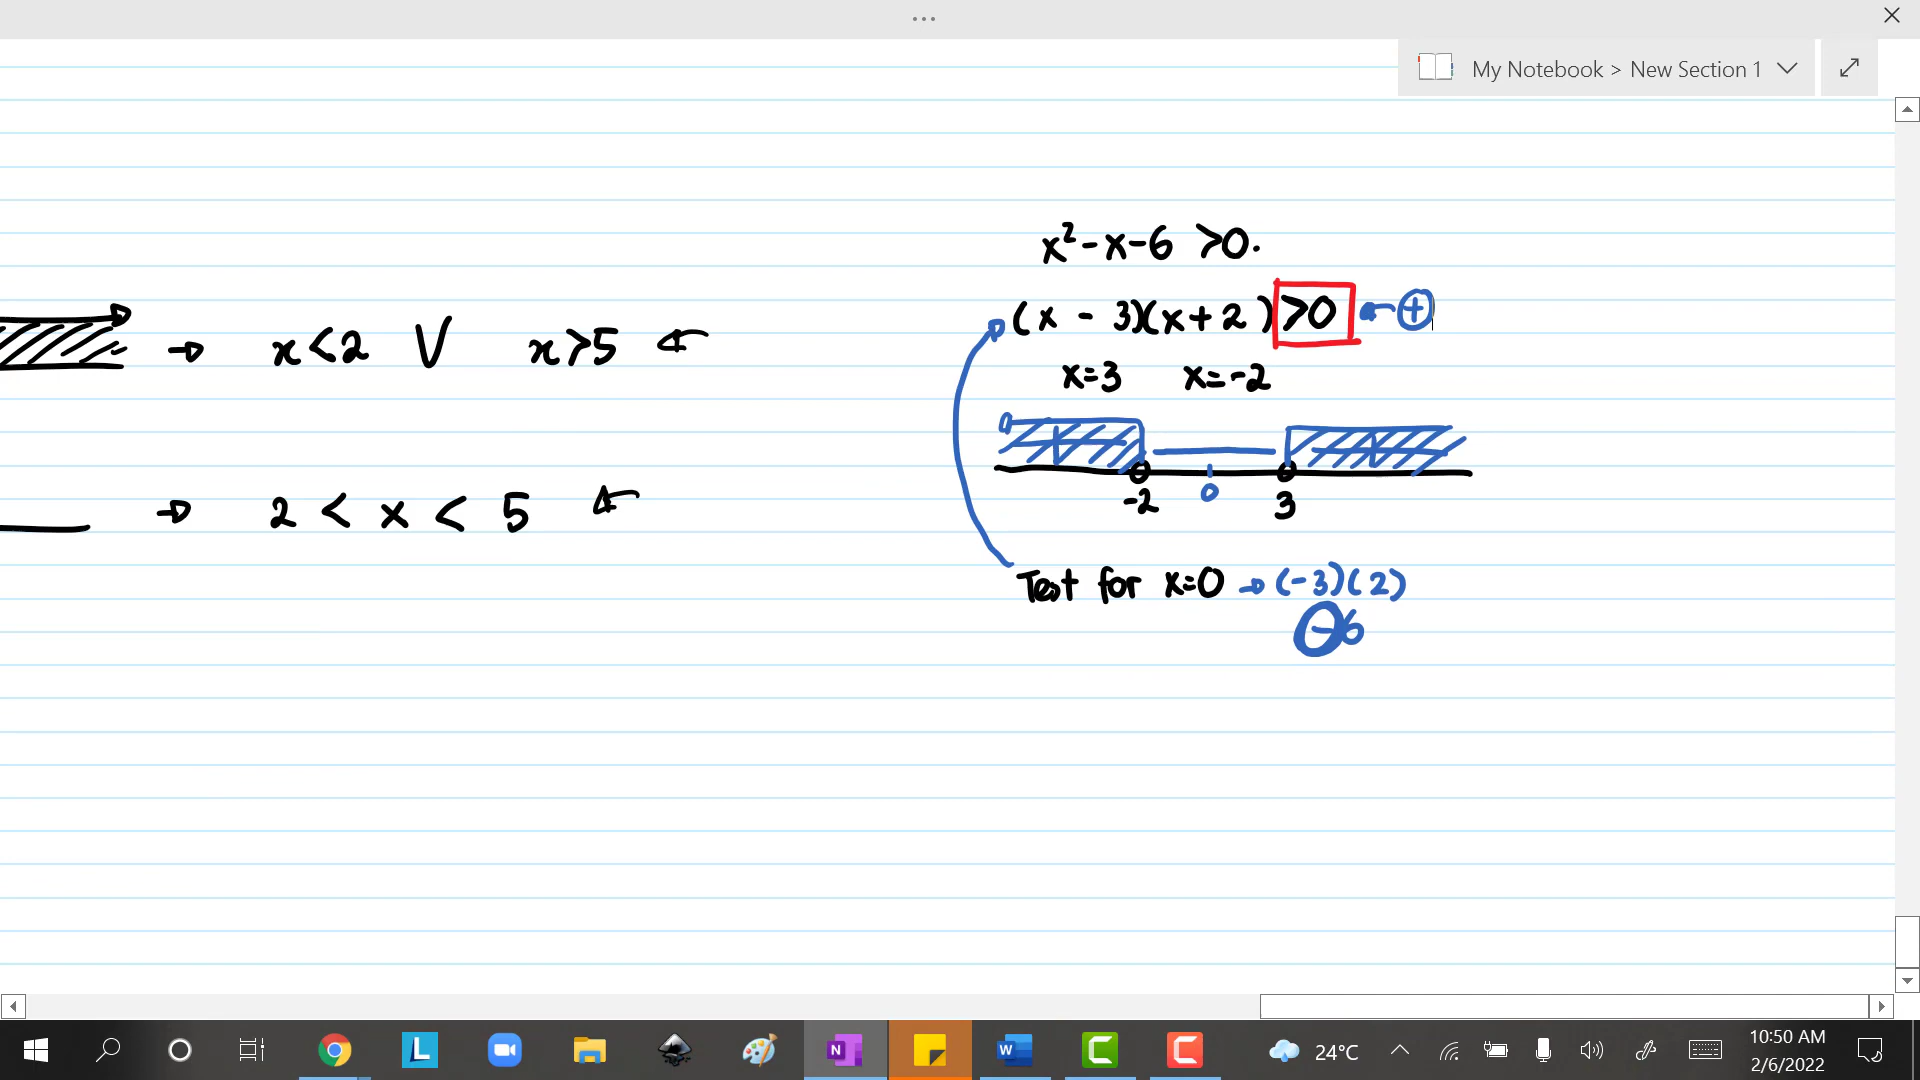 My Notebook > New Section 1
x² - x - 6 > 0.
(x - 3)(x + 2) > 0 ← +
x = 3 x = -2
-2 0 3
Test for x = 0 → (-3)(2)
-6
→ x < 2 V x > 5 ←
→ 2 < x < 5 ←
24°C
10:50 AM
2/6/2022